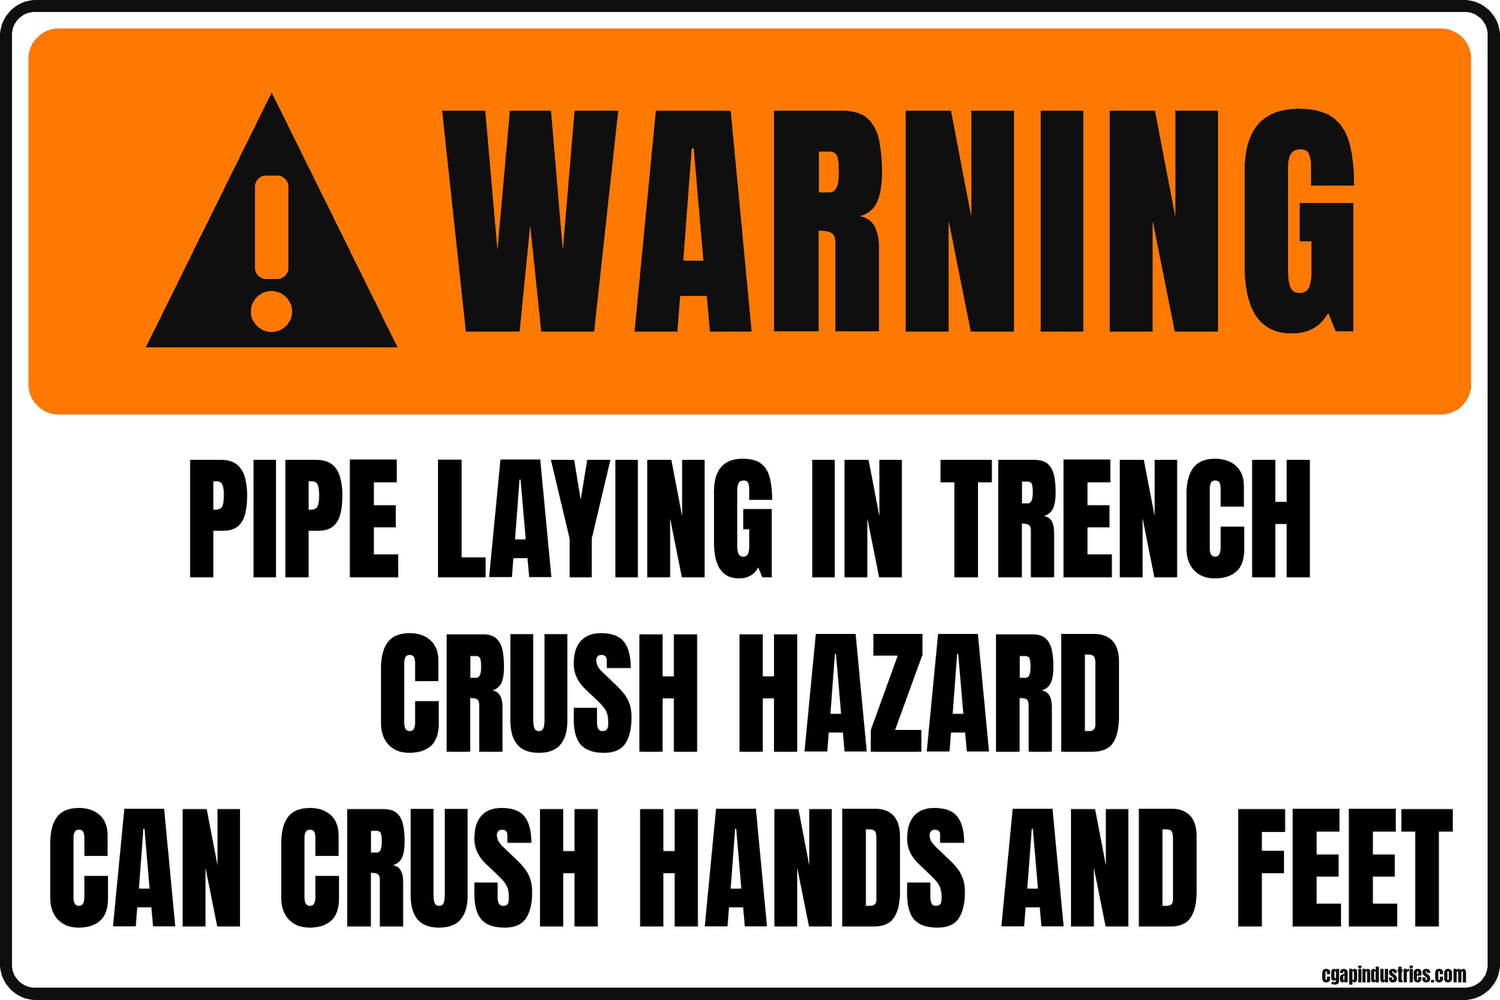 WARNING
PIPE LAYING IN TRENCH
CRUSH HAZARD
CAN CRUSH HANDS AND FEET
cgapindustries.com